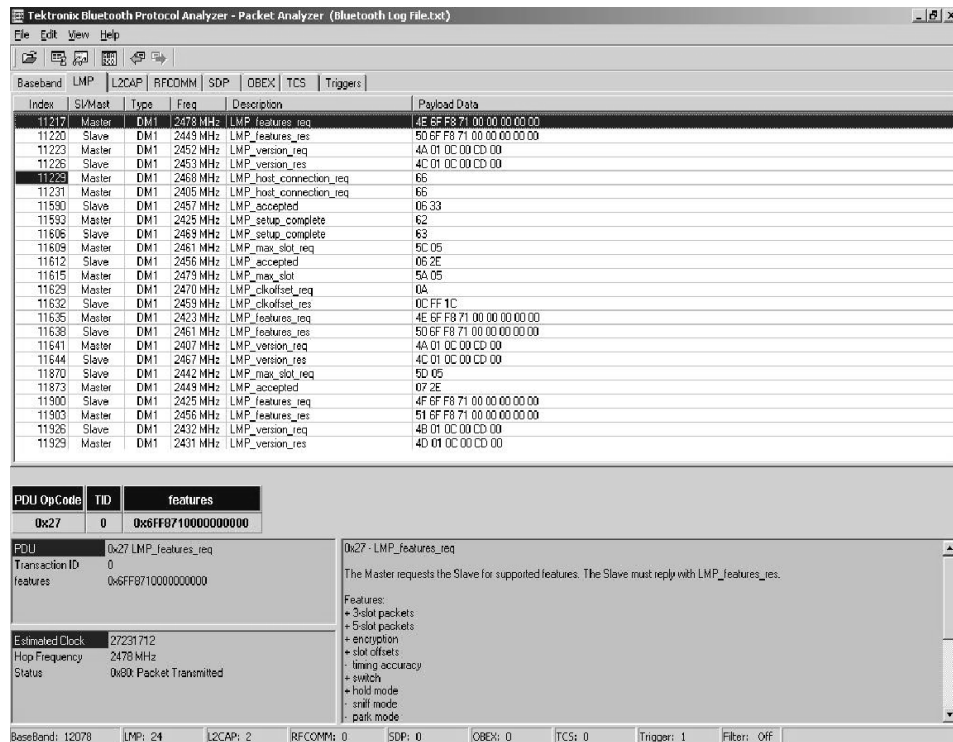 Tektronix Bluetooth Protocol Analyzer - Packet Analyzer (Bluetooth Log File.txt)
File Edit View Help
Baseband LMP L2CAP RFCOMM SDP OBEX TCS Triggers
Index Sl/Mast Type Freq Description Payload Data
11217 Master DM1 2478 MHz LMP_features_req 4E 6F F8 71 00 00 00 00 00
11220 Slave DM1 2449 MHz LMP_features_res 50 6F F8 71 00 00 00 00 00
11223 Master DM1 2452 MHz LMP_version_req 4A 01 0C 00 CD 00
11226 Slave DM1 2453 MHz LMP_version_res 4C 01 0C 00 CD 00
11229 Master DM1 2468 MHz LMP_host_connection_req 66
11231 Master DM1 2405 MHz LMP_host_connection_req 66
11590 Slave DM1 2457 MHz LMP_accepted 06 33
11593 Master DM1 2425 MHz LMP_setup_complete 62
11606 Slave DM1 2469 MHz LMP_setup_complete 63
11609 Master DM1 2461 MHz LMP_max_slot_req 5C 05
11612 Slave DM1 2456 MHz LMP_accepted 06 2E
11615 Master DM1 2479 MHz LMP_max_slot 5A 05
11629 Master DM1 2470 MHz LMP_clkoffset_req 0A
11632 Slave DM1 2459 MHz LMP_clkoffset_res 0C FF 1C
11635 Master DM1 2423 MHz LMP_features_req 4E 6F F8 71 00 00 00 00 00
11638 Slave DM1 2461 MHz LMP_features_res 50 6F F8 71 00 00 00 00 00
11641 Master DM1 2407 MHz LMP_version_req 4A 01 0C 00 CD 00
11644 Slave DM1 2467 MHz LMP_version_res 4C 01 0C 00 CD 00
11870 Slave DM1 2442 MHz LMP_max_slot_req 5D 05
11873 Master DM1 2449 MHz LMP_accepted 07 2E
11900 Slave DM1 2425 MHz LMP_features_req 4F 6F F8 71 00 00 00 00 00
11903 Master DM1 2456 MHz LMP_features_res 51 6F F8 71 00 00 00 00 00
11926 Slave DM1 2432 MHz LMP_version_req 4B 01 0C 00 CD 00
11929 Master DM1 2431 MHz LMP_version_res 4D 01 0C 00 CD 00
PDU OpCode TID features
0x27 0 0x6FF8710000000000
PDU 0x27 LMP_features_req
Transaction ID 0
features 0x6FF8710000000000
Estimated Clock 27231712
Hop Frequency 2478 MHz
Status 0x80: Packet Transmitted
0x27 - LMP_features_req
The Master requests the Slave for supported features. The Slave must reply with LMP_features_res.
Features:
+ 3-slot packets
+ 5-slot packets
+ encryption
+ slot offsets
- timing accuracy
+ switch
+ hold mode
- sniff mode
- park mode
BaseBand: 12078 LMP: 24 L2CAP: 2 RFCOMM: 0 SDP: 0 OBEX: 0 TCS: 0 Trigger: 1 Filter: Off